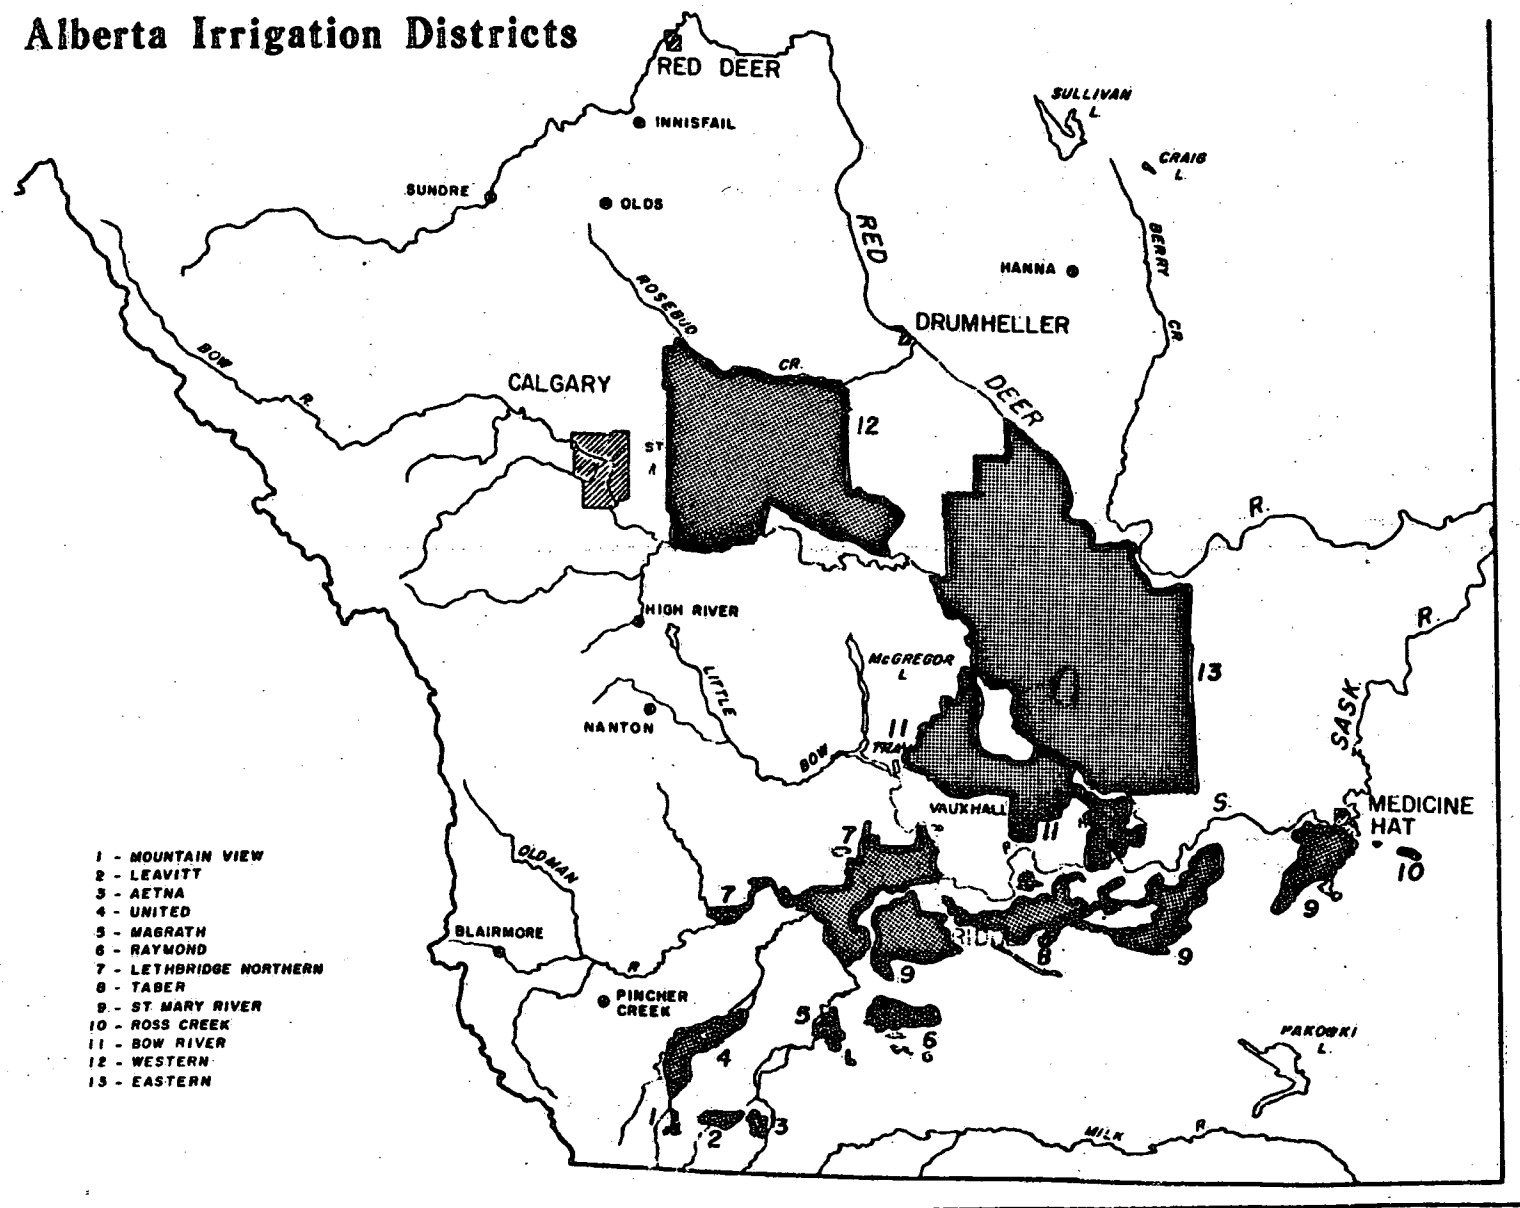 Alberta Irrigation Districts
RED DEER
INNISFAIL
SULLIVAN
L.
CRAIG
L.
SUNDRE
OLDS
RED
BERRY
HANNA
ROSEBUD
DRUMHELLER
CR.
BOW
R.
CR.
CALGARY
DEER
12
ST
R.
HIGH RIVER
R.
McGREGOR
L
13
LITTLE
SASK
NANTON
11
BOW
VAUXHALL
S.
MEDICINE
HAT
11
7
10
OLDMAN
7
9
BLAIRMORE
8
9
R
9
PINCHER
CREEK
5
6
4
PAKOWKI
L.
1
2
3
MILK
R.
1 - MOUNTAIN VIEW
2 - LEAVITT
3 - AETNA
4 - UNITED
5 - MAGRATH
6 - RAYMOND
7 - LETHBRIDGE NORTHERN
8 - TABER
9 - ST MARY RIVER
10 - ROSS CREEK
11 - BOW RIVER
12 - WESTERN
13 - EASTERN